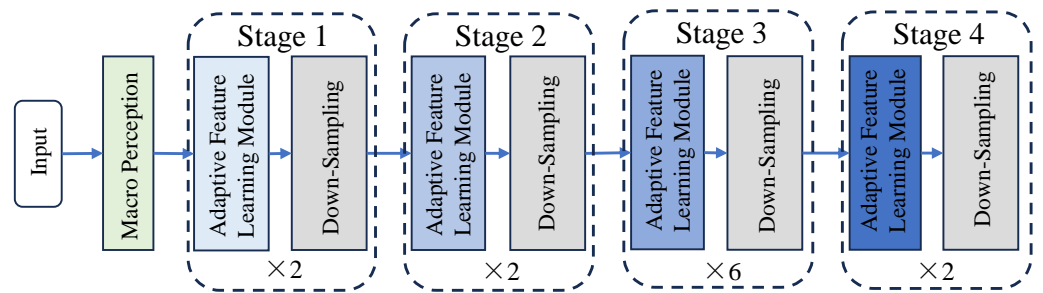 Input
Macro Perception
Stage 1
Adaptive Feature
Learning Module
Down-Sampling
×2
Stage 2
Adaptive Feature
Learning Module
Down-Sampling
×2
Stage 3
Adaptive Feature
Learning Module
Down-Sampling
×6
Stage 4
Adaptive Feature
Learning Module
Down-Sampling
×2